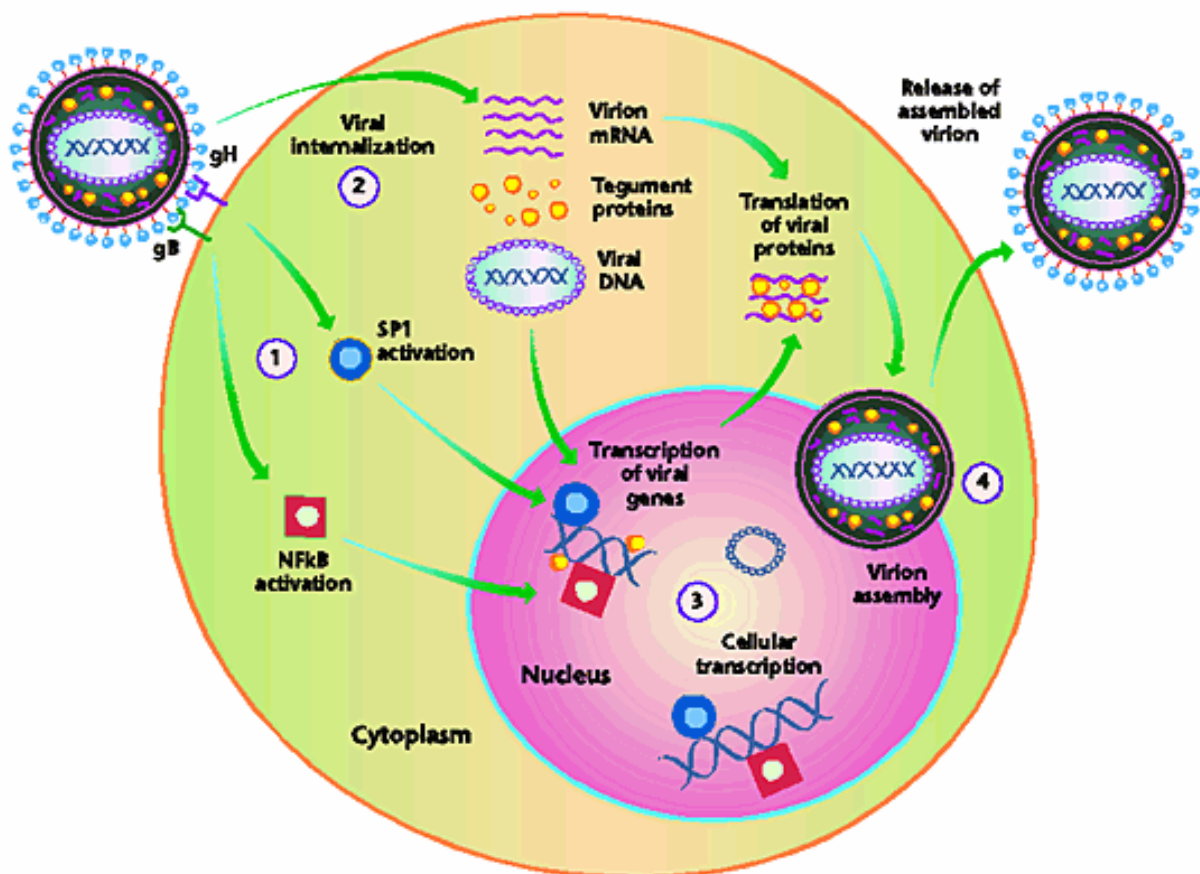 gH
gB
Viral
internalization
2
Virion
mRNA
Tegument
proteins
Viral
DNA
Translation
of viral
proteins
Release of
assembled
virion
1
SP1
activation
NFkB
activation
Transcription
of viral
genes
3
Cellular
transcription
Nucleus
Cytoplasm
4
Virion
assembly